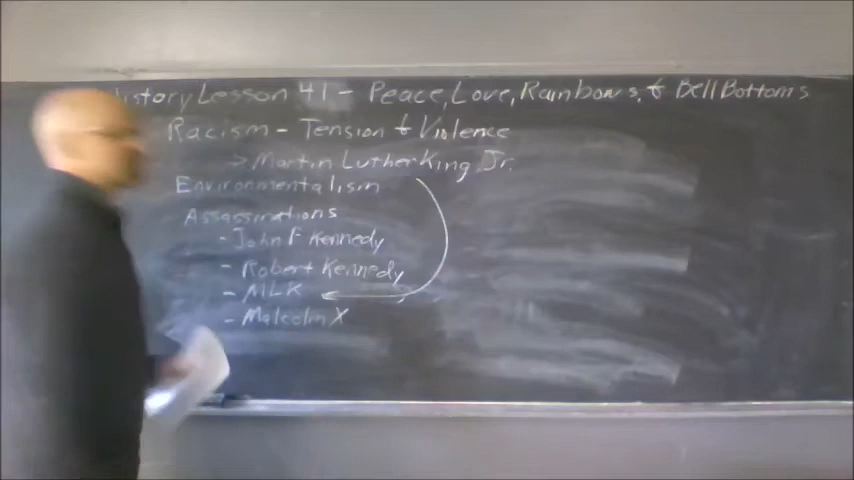 History Lesson 41 - Peace, Love, Rainbows, & Bell Bottoms
Racism - Tension & Violence
> Martin Luther King Jr.
Environmentalism
Assassinations
- John F Kennedy
- Robert Kennedy
- MLK
- Malcolm X